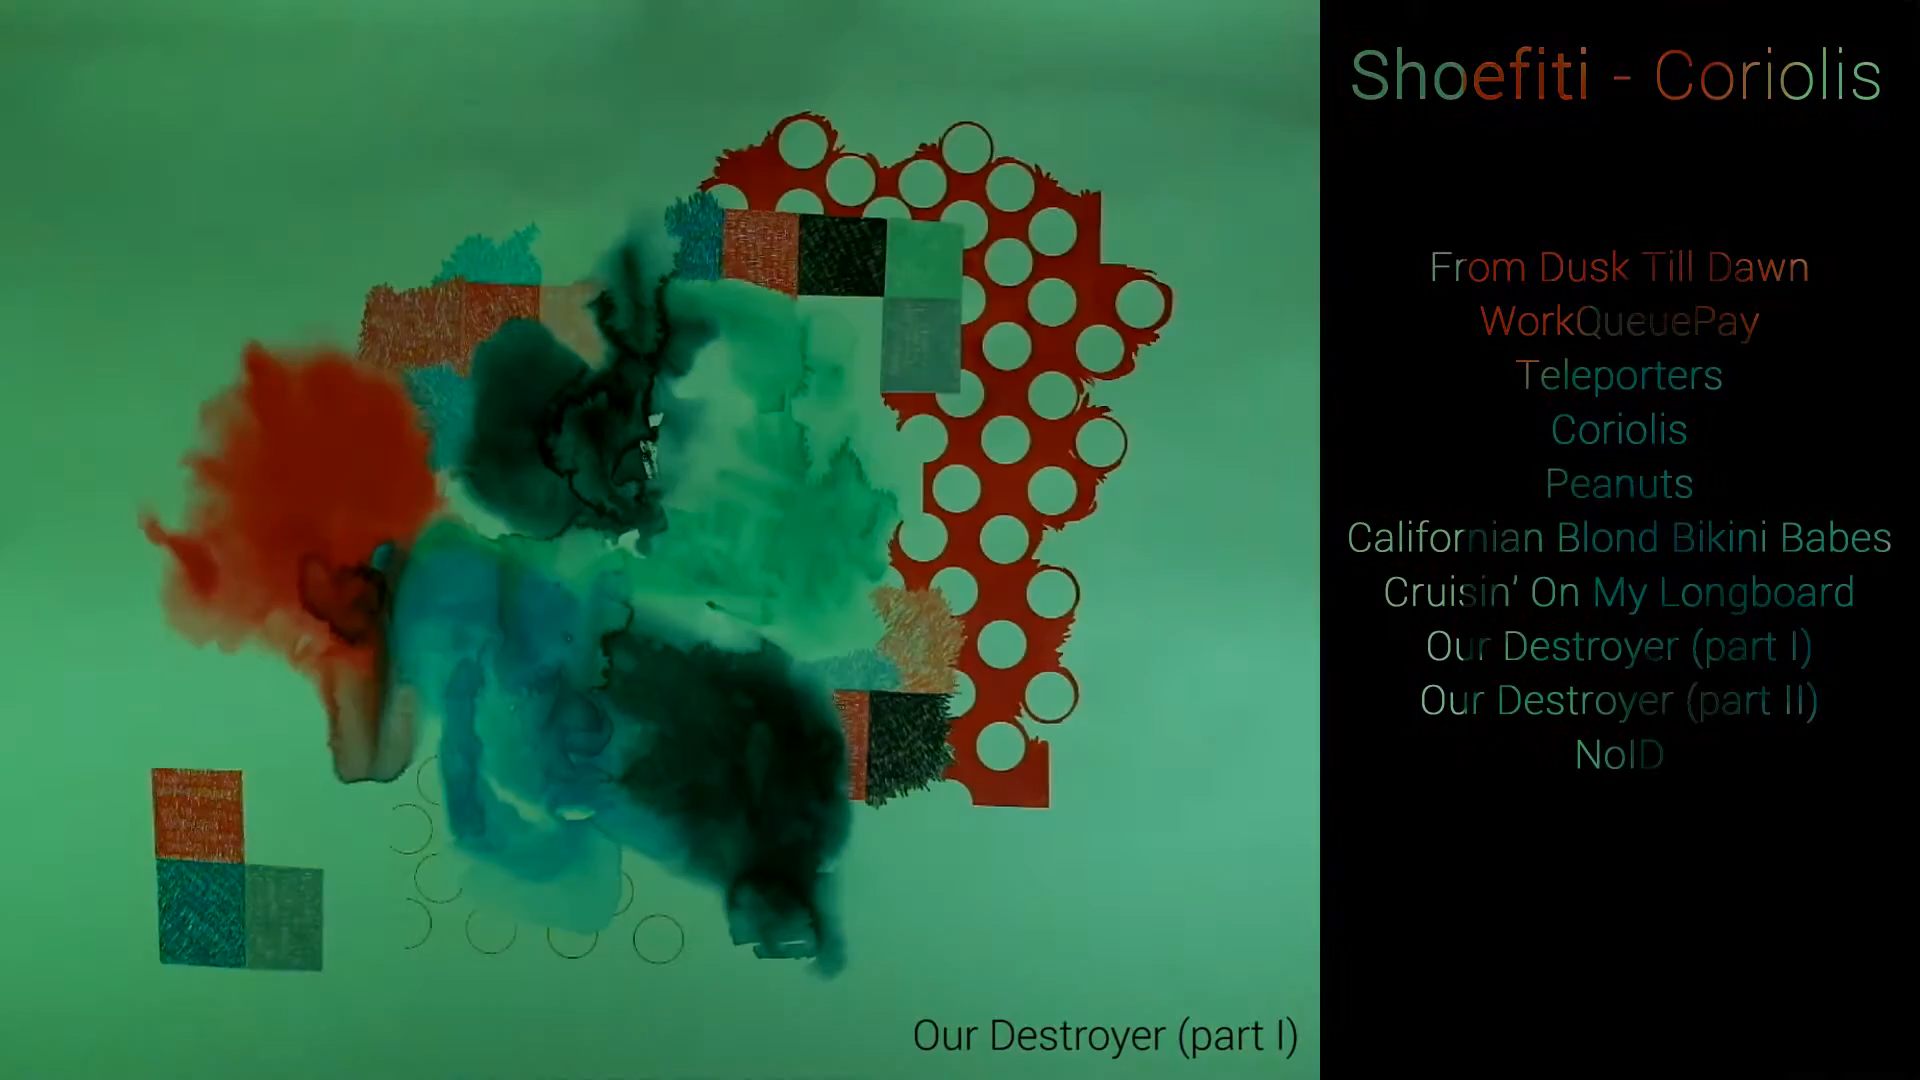 Shoefiti - Coriolis
From Dusk Till Dawn
WorkQueuePay
Teleporters
Coriolis
Peanuts
Californian Blond Bikini Babes
Cruisin' On My Longboard
Our Destroyer (part I)
Our Destroyer (part II)
NoID
Our Destroyer (part I)